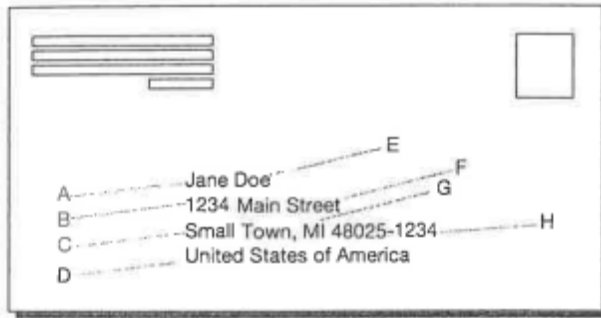 E
Jane Doe
F
A
G
1234 Main Street
B
Small Town, MI 48025-1234
H
C
United States of America
D